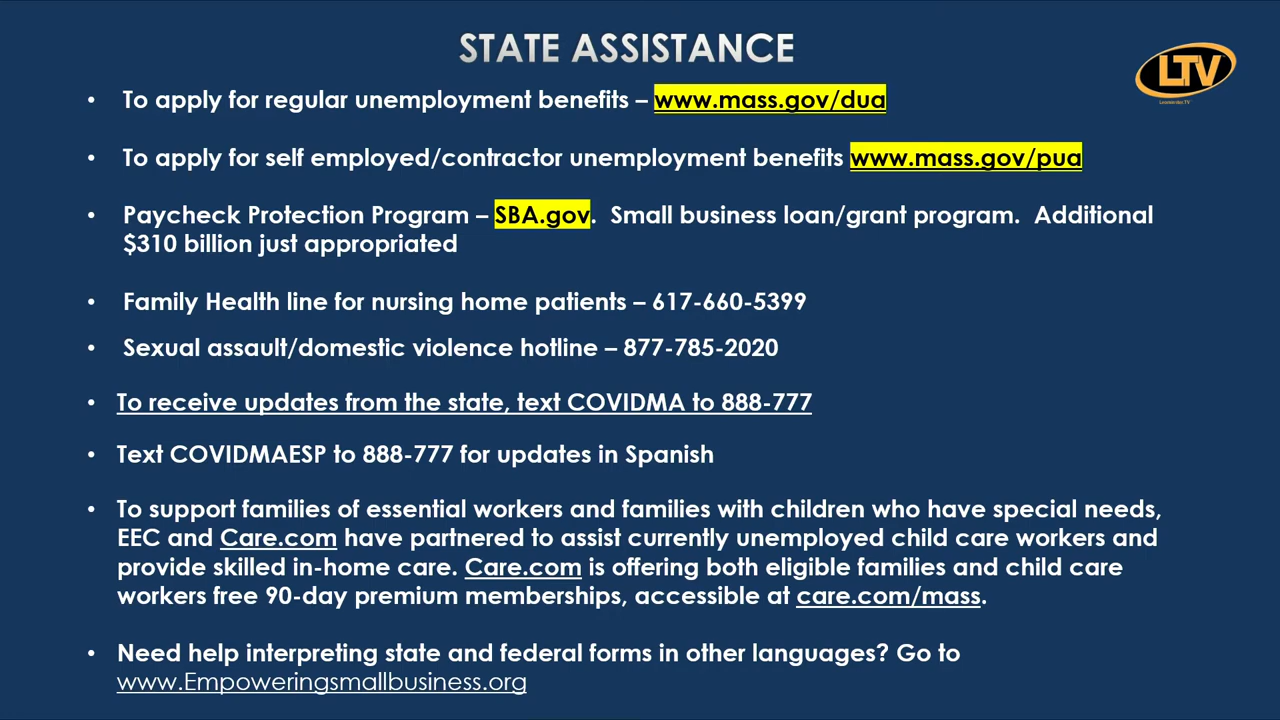 STATE ASSISTANCE
LTV
Leominster.TV
• To apply for regular unemployment benefits – www.mass.gov/dua
• To apply for self employed/contractor unemployment benefits www.mass.gov/pua
• Paycheck Protection Program – SBA.gov.  Small business loan/grant program.  Additional
$310 billion just appropriated
• Family Health line for nursing home patients – 617-660-5399
• Sexual assault/domestic violence hotline – 877-785-2020
• To receive updates from the state, text COVIDMA to 888-777
• Text COVIDMAESP to 888-777 for updates in Spanish
• To support families of essential workers and families with children who have special needs,
EEC and Care.com have partnered to assist currently unemployed child care workers and
provide skilled in-home care. Care.com is offering both eligible families and child care
workers free 90-day premium memberships, accessible at care.com/mass.
• Need help interpreting state and federal forms in other languages? Go to
www.Empoweringsmallbusiness.org